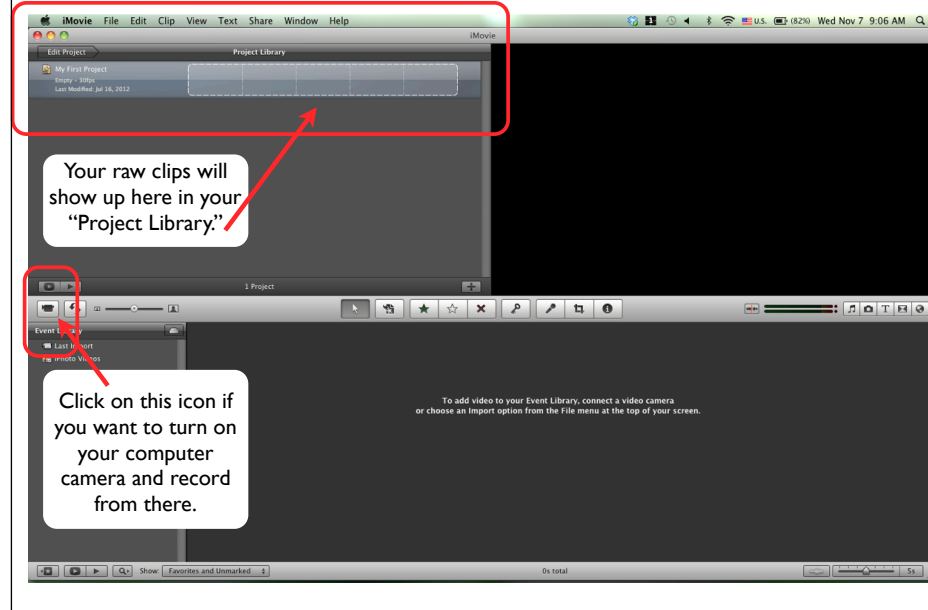 iMovie File Edit Clip View Text Share Window Help
U.S. (82%) Wed Nov 7 9:06 AM
iMovie
Edit Project
Project Library
My First Project
Empty - 30fps
Last Modified: Jul 16, 2012
Your raw clips will
show up here in your
“Project Library.”
1 Project
Event Library
Last Import
iPhoto Videos
To add video to your Event Library, connect a video camera
or choose an Import option from the File menu at the top of your screen.
Click on this icon if
you want to turn on
your computer
camera and record
from there.
Show: Favorites and Unmarked
0s total
5s